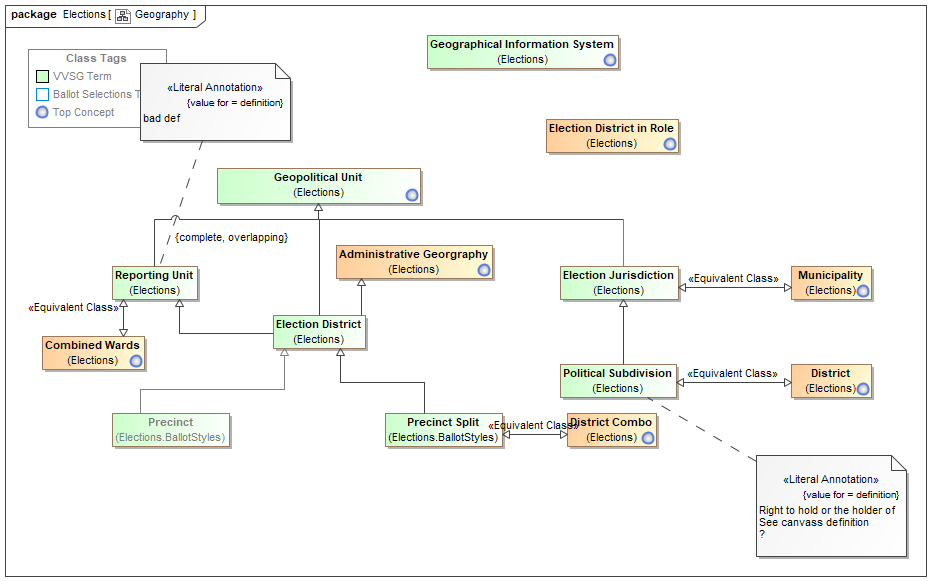 package Elections [ Geography ]
Class Tags
VVSG Term
Ballot Selections T
Top Concept
«Literal Annotation»
{value for = definition}
bad def
Geographical Information System
(Elections)
Election District in Role
(Elections)
Geopolitical Unit
(Elections)
{complete, overlapping}
Administrative Georgraphy
(Elections)
Reporting Unit
(Elections)
Election Jurisdiction
(Elections)
«Equivalent Class»
Municipality
(Elections)
«Equivalent Class»
Election District
(Elections)
Combined Wards
(Elections)
Political Subdivision
(Elections)
«Equivalent Class»
District
(Elections)
Precinct
(Elections.BallotStyles)
Precinct Split
(Elections.BallotStyles)
«Equivalent Class»
District Combo
(Elections)
«Literal Annotation»
{value for = definition}
Right to hold or the holder of
See canvass definition
?